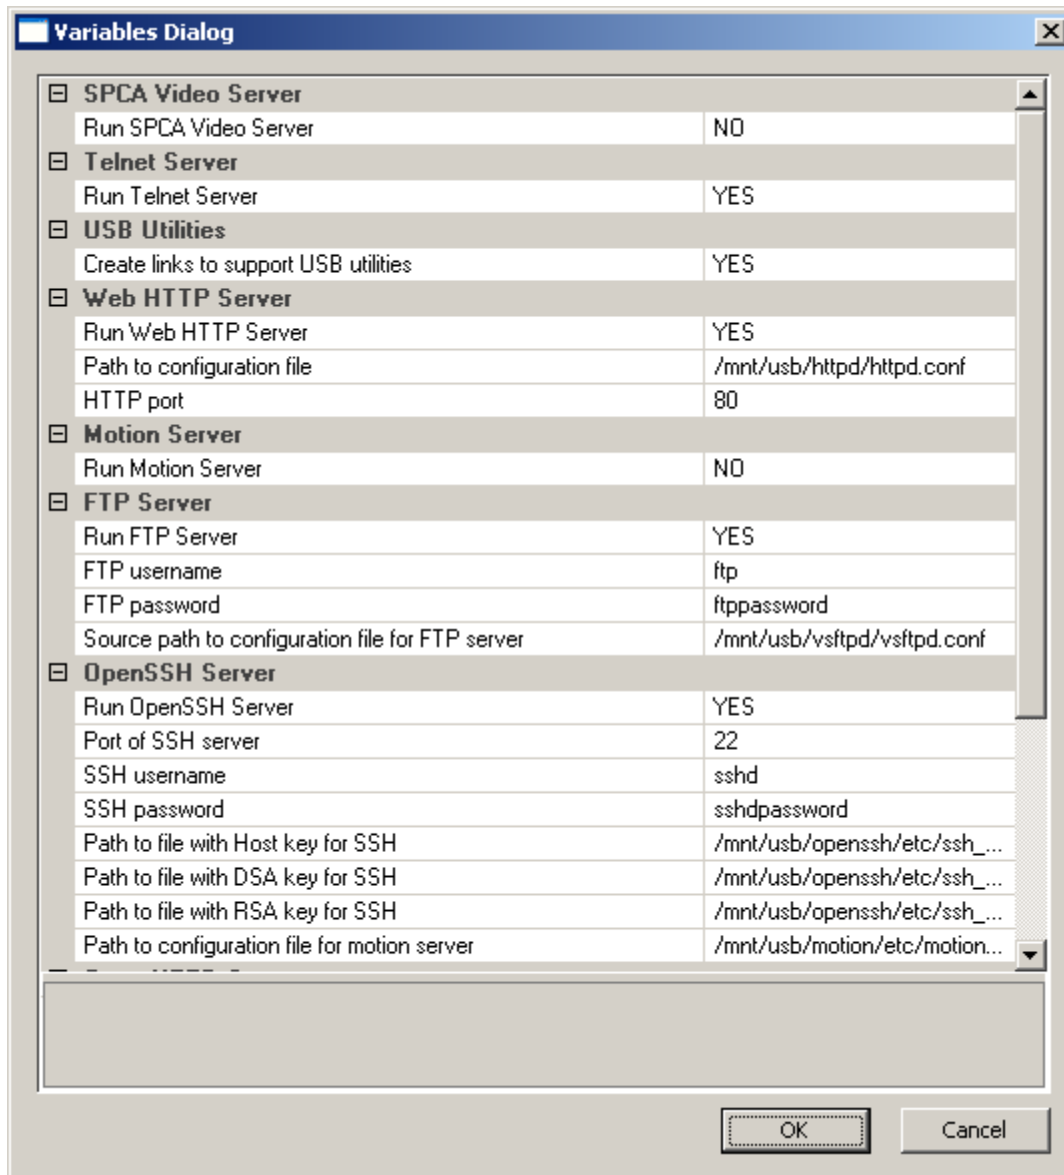 Variables Dialog
SPCA Video Server
Run SPCA Video Server NO
Telnet Server
Run Telnet Server YES
USB Utilities
Create links to support USB utilities YES
Web HTTP Server
Run Web HTTP Server YES
Path to configuration file /mnt/usb/httpd/httpd.conf
HTTP port 80
Motion Server
Run Motion Server NO
FTP Server
Run FTP Server YES
FTP username ftp
FTP password ftppassword
Source path to configuration file for FTP server /mnt/usb/vsftpd/vsftpd.conf
OpenSSH Server
Run OpenSSH Server YES
Port of SSH server 22
SSH username sshd
SSH password sshdpassword
Path to file with Host key for SSH /mnt/usb/openssh/etc/ssh_...
Path to file with DSA key for SSH /mnt/usb/openssh/etc/ssh_...
Path to file with RSA key for SSH /mnt/usb/openssh/etc/ssh_...
Path to configuration file for motion server /mnt/usb/motion/etc/motion...
OK Cancel